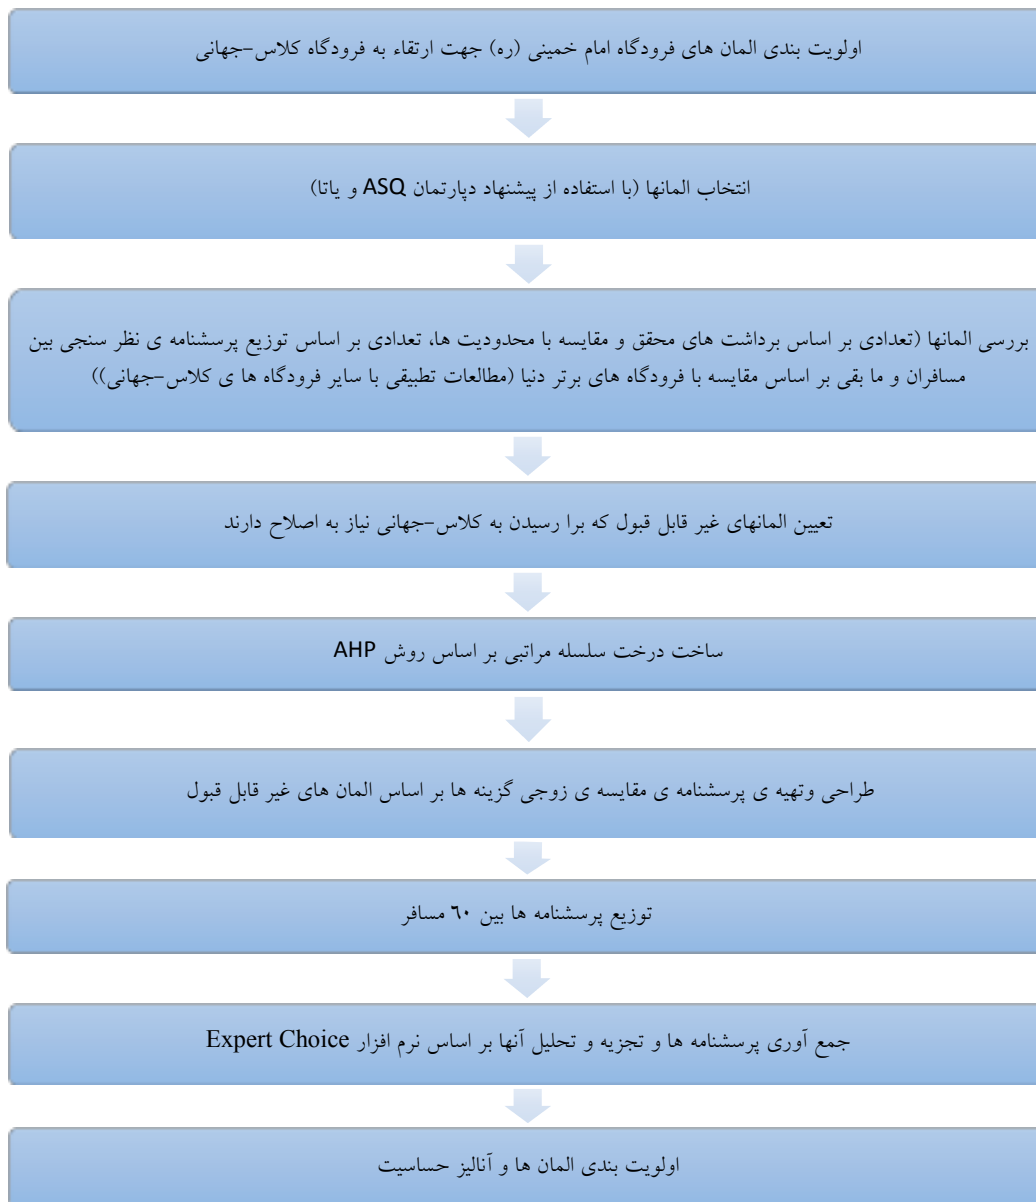 اولویت بندی المان های فرودگاه امام خمینی (ره) جهت ارتقاء به فرودگاه کلاس-جهانی
انتخاب المانها (با استفاده از پیشنهاد دپارتمان ASQ و یاتا)
بررسی المانها (تعدادی بر اساس برداشت های محقق و مقایسه با محدودیت ها، تعدادی بر اساس توزیع پرسشنامه ی نظر سنجی بین
مسافران و ما بقی بر اساس مقایسه با فرودگاه های برتر دنیا (مطالعات تطبیقی با سایر فرودگاه ها ی کلاس-جهانی))
تعیین المانهای غیر قابل قبول که برا رسیدن به کلاس-جهانی نیاز به اصلاح دارند
ساخت درخت سلسله مراتبی بر اساس روش AHP
طراحی وتهیه ی پرسشنامه ی مقایسه ی زوجی گزینه ها بر اساس المان های غیر قابل قبول
توزیع پرسشنامه ها بین ٦٠ مسافر
جمع آوری پرسشنامه ها و تجزیه و تحلیل آنها بر اساس نرم افزار Expert Choice
اولویت بندی المان ها و آنالیز حساسیت